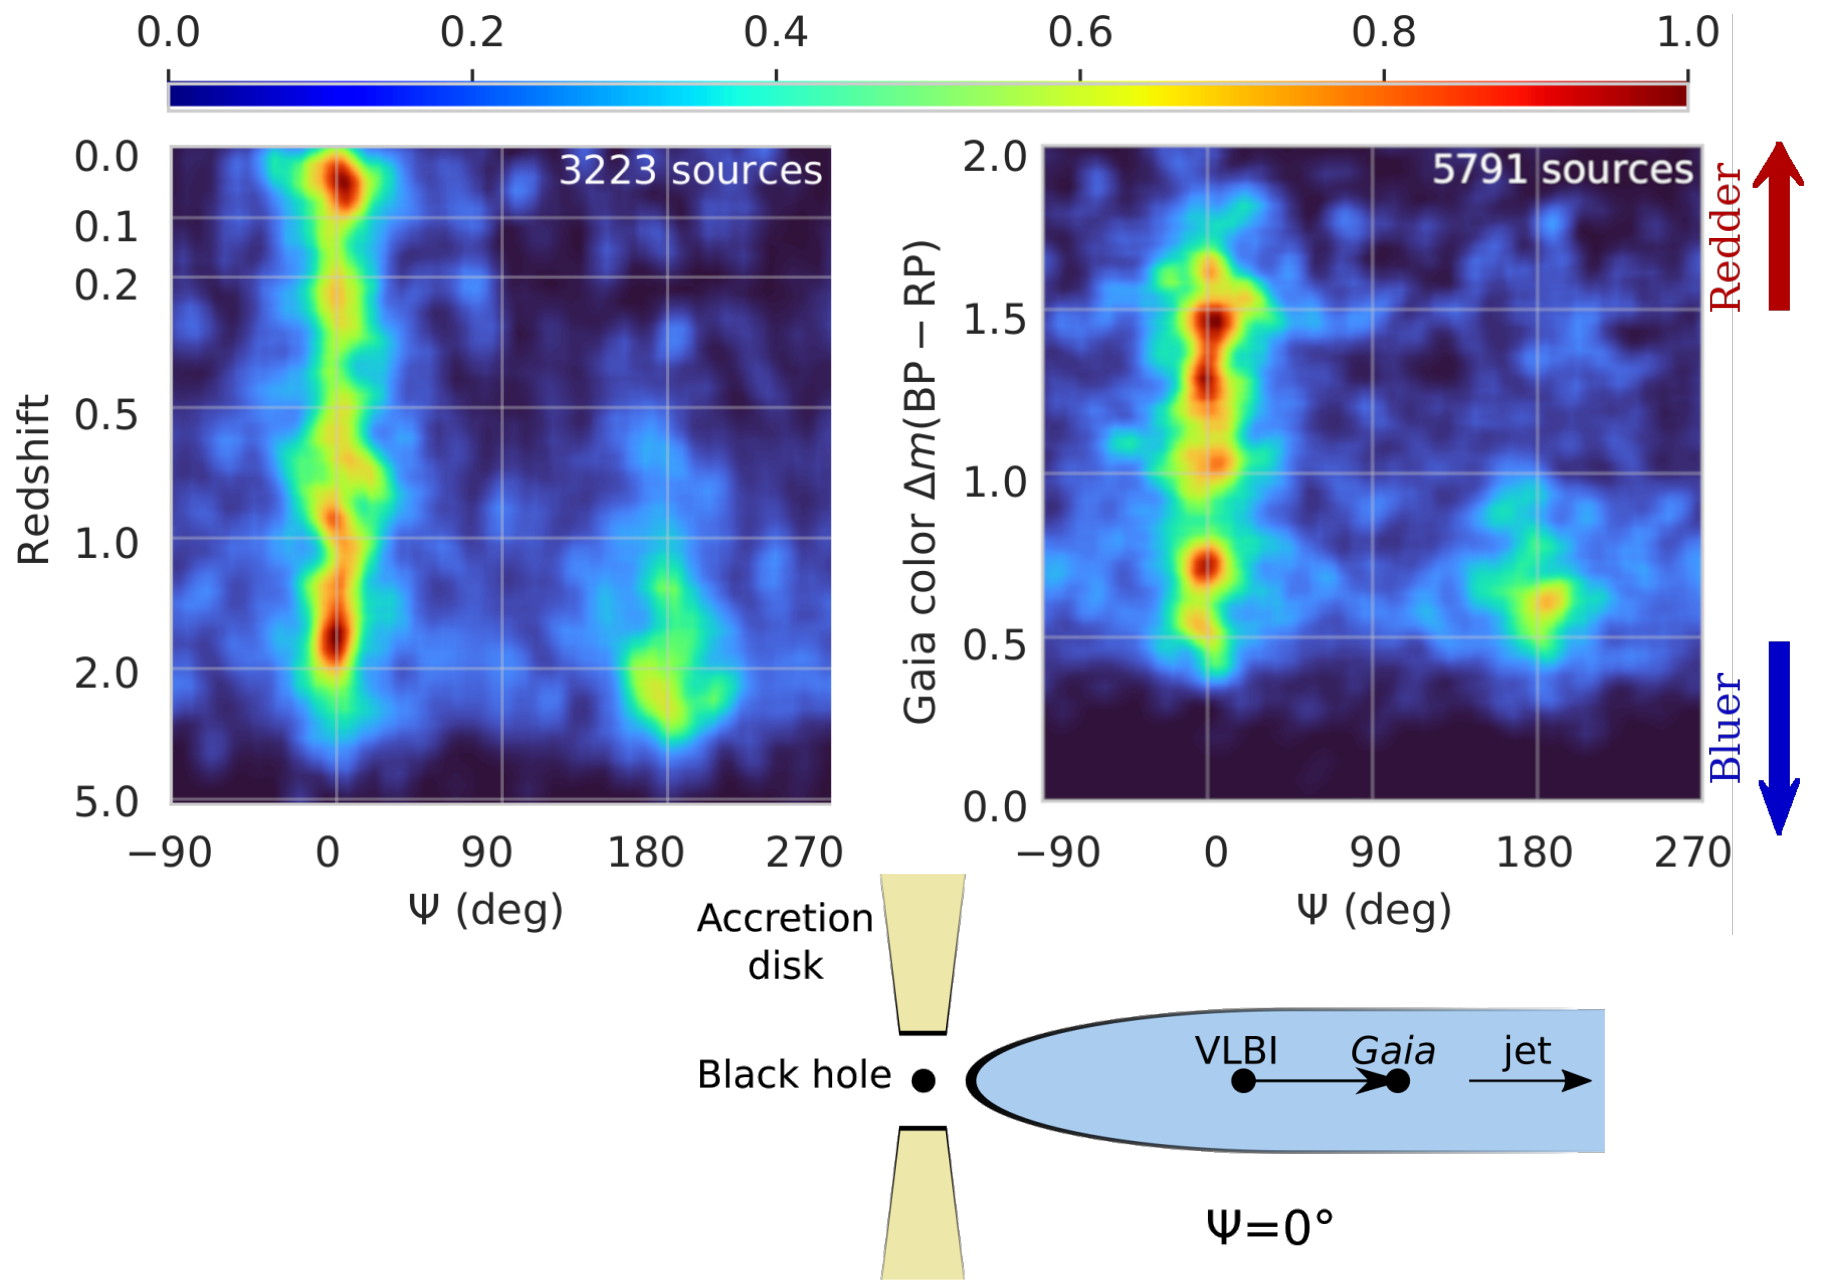 0.0 0.2 0.4 0.6 0.8 1.0
3223 sources
0.0
0.1
0.2
0.5
1.0
2.0
5.0
Redshift
−90 0 90 180 270
Ψ (deg)
5791 sources
2.0
1.5
1.0
0.5
0.0
Gaia color Δm(BP − RP)
−90 0 90 180 270
Ψ (deg)
Redder
Bluer
Accretion
disk
Black hole
VLBI Gaia jet
Ψ=0°